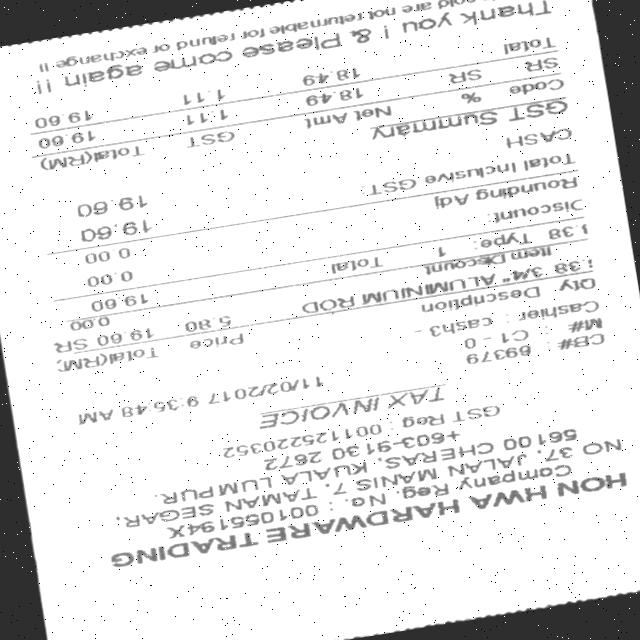 HON HWA HARDWARE TRADING
Company Reg. No. : 001055194X
NO 37, JALAN MANIS 7, TAMAN SEGAR,
56100 CHERAS, KUALA LUMPUR.
+603-9130 2672
GST Reg : 001125220352
TAX INVOICE
11/02/2017 9:35:48 AM
CB#: 69379
M# : C1 - 0
Cashier : cash3 -
Qty Description Price Total(RM)
3.38 3/4" ALUMINIUM ROD 5.80 19.60 SR
Item Discount 0.00
3.38 Type: 1 Total 19.60
Discount: 0.00
Rounding Adj 0.00
Total Inclusive GST 19.60
CASH 19.60
GST Summary
Code % Net Amt GST Total(RM)
SR SR 18.49 1.11 19.60
Total 18.49 1.11 19.60
Thank you ! & Please come again !!
sold are not returnable for refund or exchange !!